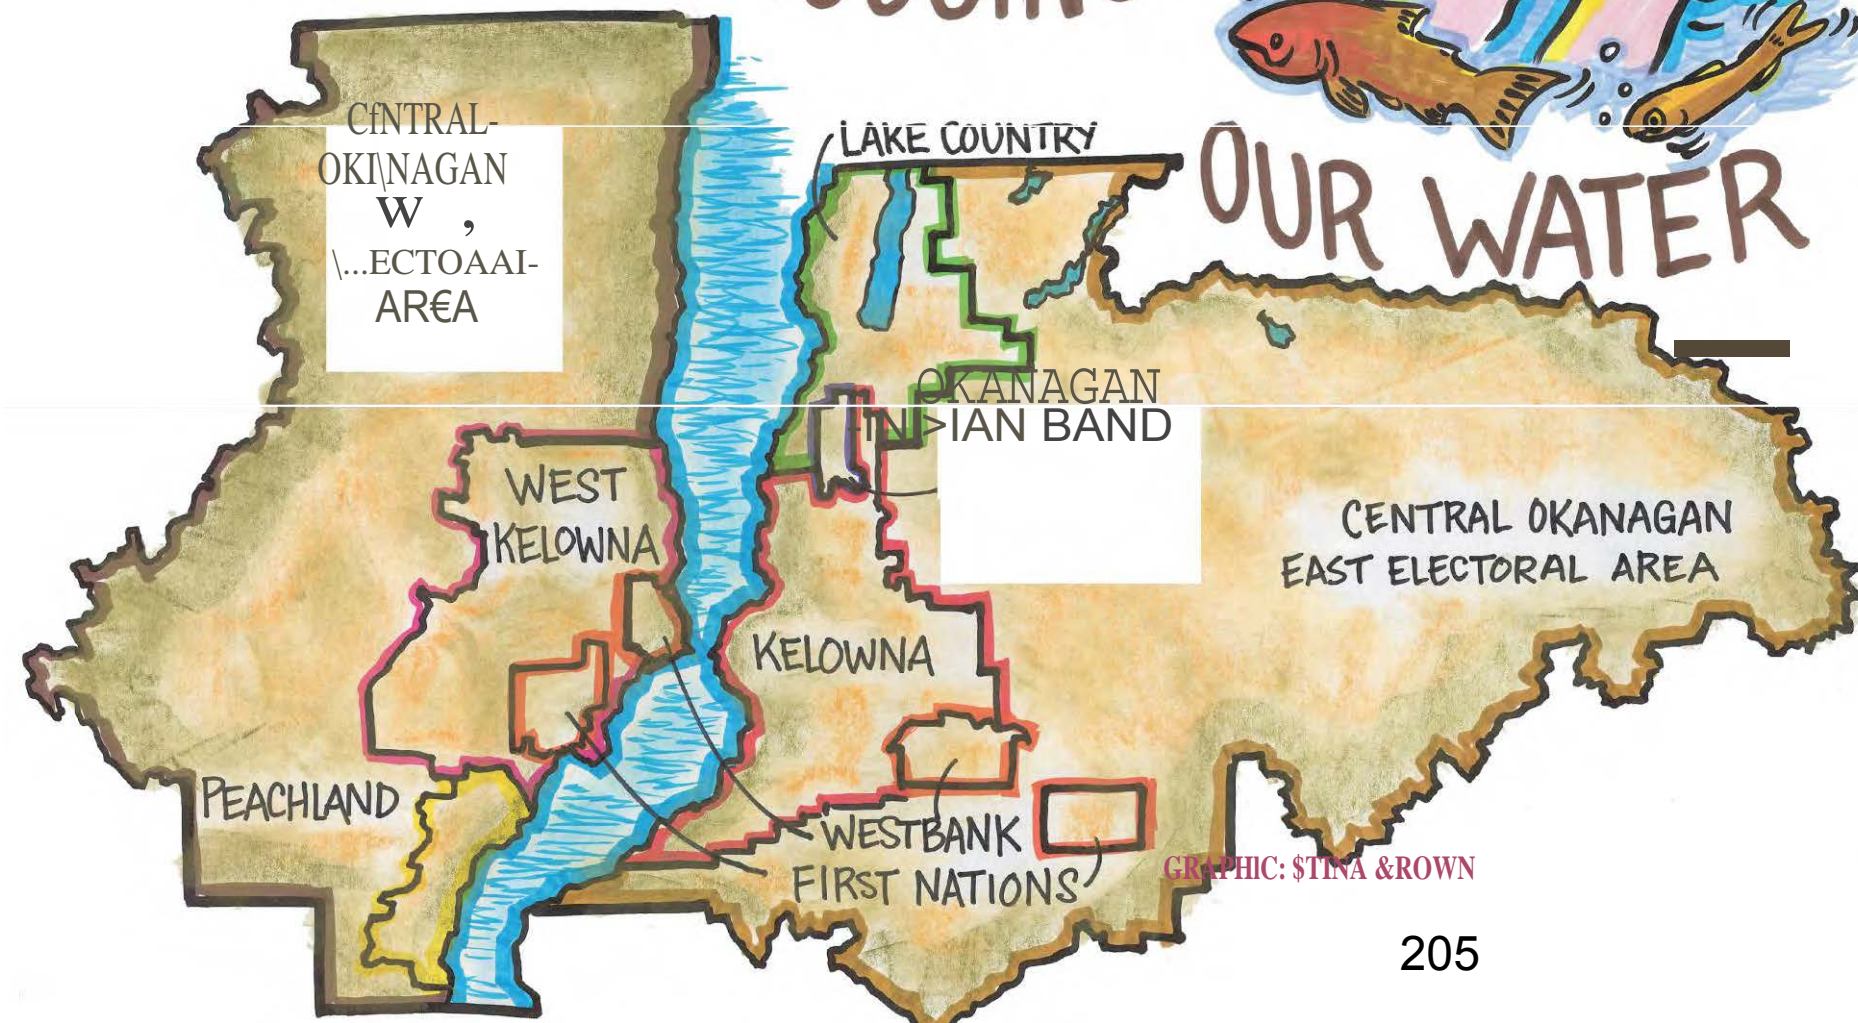 OUR WATER
LAKE COUNTRY
CfNTRAL-
OKI\NAGAN
W ,
\...ECTOAAI-
AR€A
OKANAGAN
-IN >IAN BAND
WEST
KELOWNA
CENTRAL OKANAGAN
EAST ELECTORAL AREA
KELOWNA
PEACHLAND
WESTBANK
FIRST NATIONS
GRAPHIC: $TINA &ROWN
205